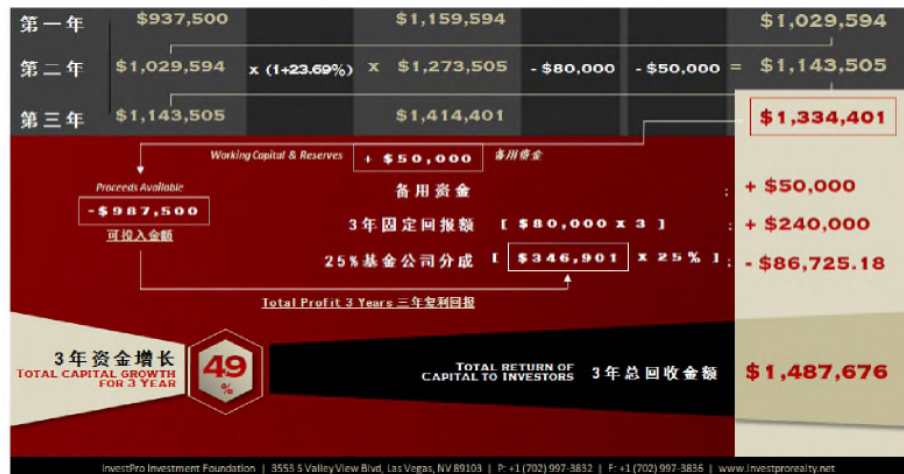 第一年 $937,500 $1,159,594 $1,029,594
第二年 $1,029,594 x (1+23.69%) x $1,273,505 - $80,000 - $50,000 = $1,143,505
第三年 $1,143,505 $1,414,401 $1,334,401
Working Capital & Reserves + $50,000 备用资金
Proceeds Available
-$987,500
可投入金额
备用资金 : + $50,000
3年固定回报额 [ $80,000 x 3 ] : + $240,000
25%基金公司分成 [ $346,901 x 25% ] : - $86,725.18
Total Profit 3 Years 三年复利回报
3年资金增长
TOTAL CAPITAL GROWTH
FOR 3 YEAR
49
%
TOTAL RETURN OF
CAPITAL TO INVESTORS 3年总回收金额 $1,487,676
InvestPro Investment Foundation | 3553 S Valley View Blvd, Las Vegas, NV 89103 | P: +1 (702) 997-3832 | F: +1 (702) 997-3836 | www.investprorealty.net